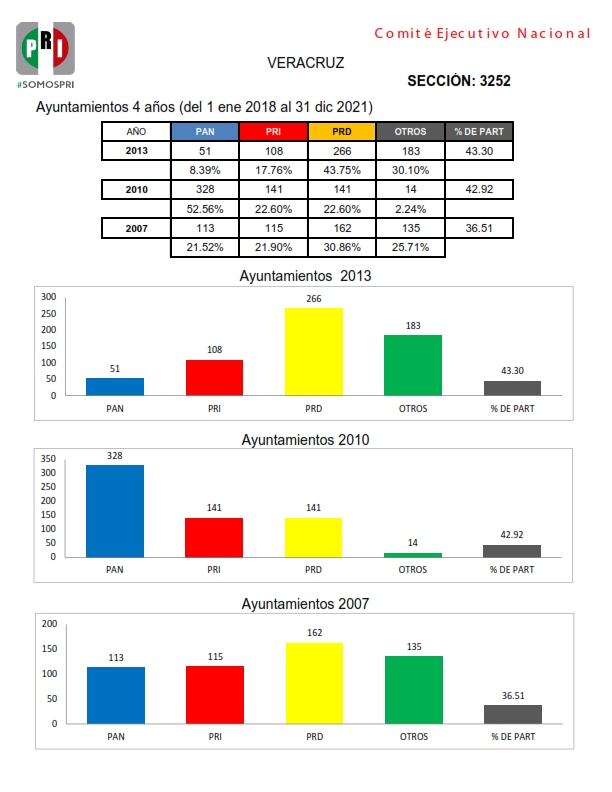 Comité Ejecutivo Nacional
PRI
#SOMOSPRI
VERACRUZ
SECCIÓN: 3252
Ayuntamientos 4 años (del 1 ene 2018 al 31 dic 2021)
AÑO PAN PRI PRD OTROS % DE PART
2013 51 108 266 183 43.30
8.39% 17.76% 43.75% 30.10%
2010 328 141 141 14 42.92
52.56% 22.60% 22.60% 2.24%
2007 113 115 162 135 36.51
21.52% 21.90% 30.86% 25.71%
Ayuntamientos 2013
300
250
200
150
100
50
0
51 108 266 183 43.30
PAN PRI PRD OTROS % DE PART
Ayuntamientos 2010
350
300
250
200
150
100
50
0
328 141 141 14 42.92
PAN PRI PRD OTROS % DE PART
Ayuntamientos 2007
200
150
100
50
0
113 115 162 135 36.51
PAN PRI PRD OTROS % DE PART